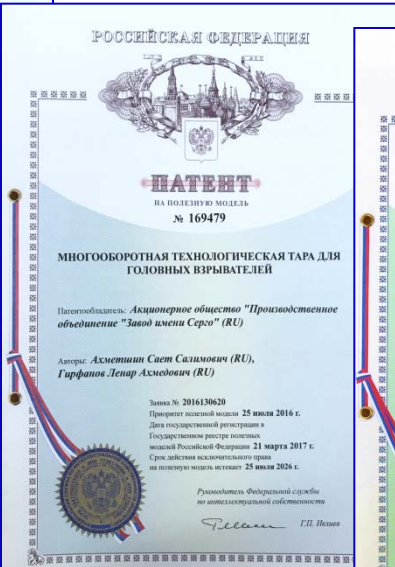 РОССИЙСКАЯ ФЕДЕРАЦИЯ
ПАТЕНТ
НА ПОЛЕЗНУЮ МОДЕЛЬ
№ 169479
МНОГООБОРОТНАЯ ТЕХНОЛОГИЧЕСКАЯ ТАРА ДЛЯ
ГОЛОВНЫХ ВЗРЫВАТЕЛЕЙ
Патентообладатель: Акционерное общество "Производственное
объединение "Завод имени Серго" (RU)
Авторы: Ахметшин Сает Салимович (RU),
Гирфанов Ленар Ахмедович (RU)
Заявка № 2016130620
Приоритет полезной модели 25 июля 2016 г.
Дата государственной регистрации в
Государственном реестре полезных
моделей Российской Федерации 21 марта 2017 г.
Срок действия исключительного права
на полезную модель истекает 25 июля 2026 г.
Руководитель Федеральной службы
по интеллектуальной собственности
Г.П. Ивлиев